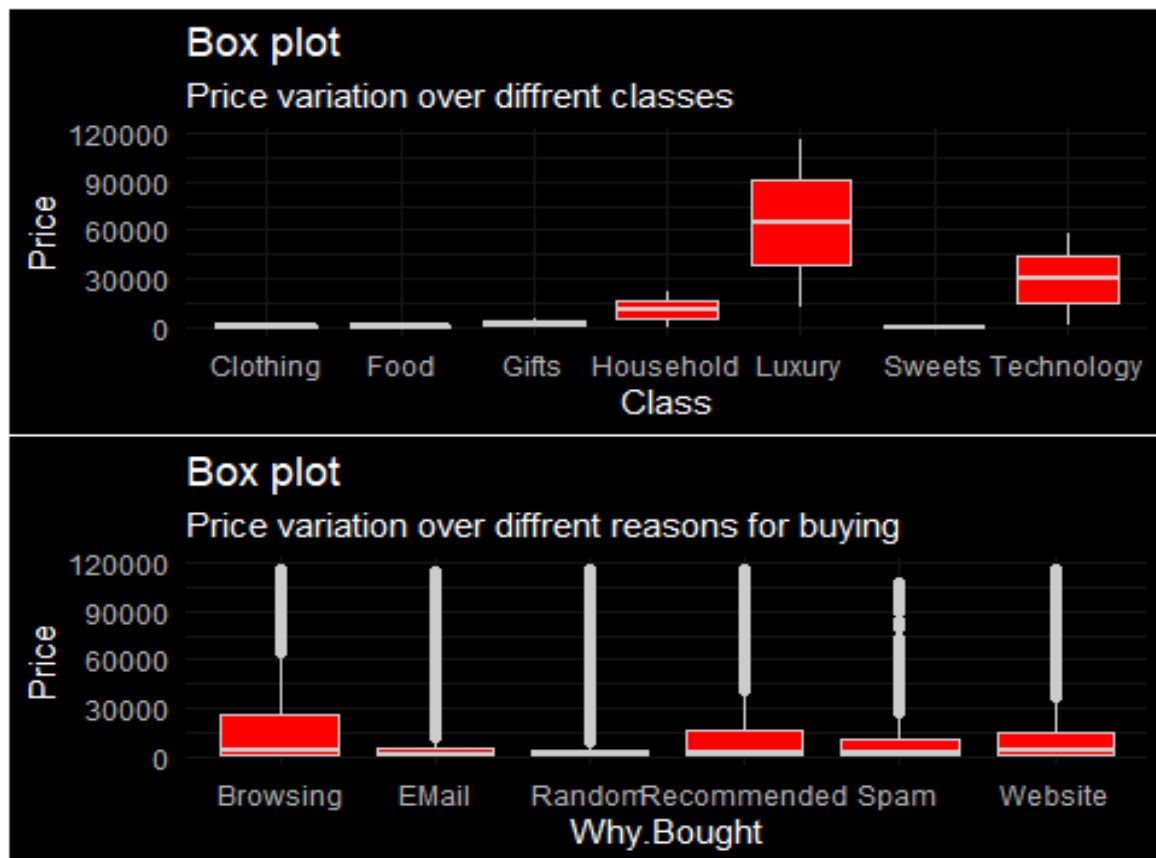 Box plot
Price variation over diffrent classes
120000
90000
60000
30000
0
Price
Clothing Food Gifts Household Luxury Sweets Technology
Class
Box plot
Price variation over diffrent reasons for buying
120000
90000
60000
30000
0
Price
Browsing EMail Random Recommended Spam Website
Why.Bought